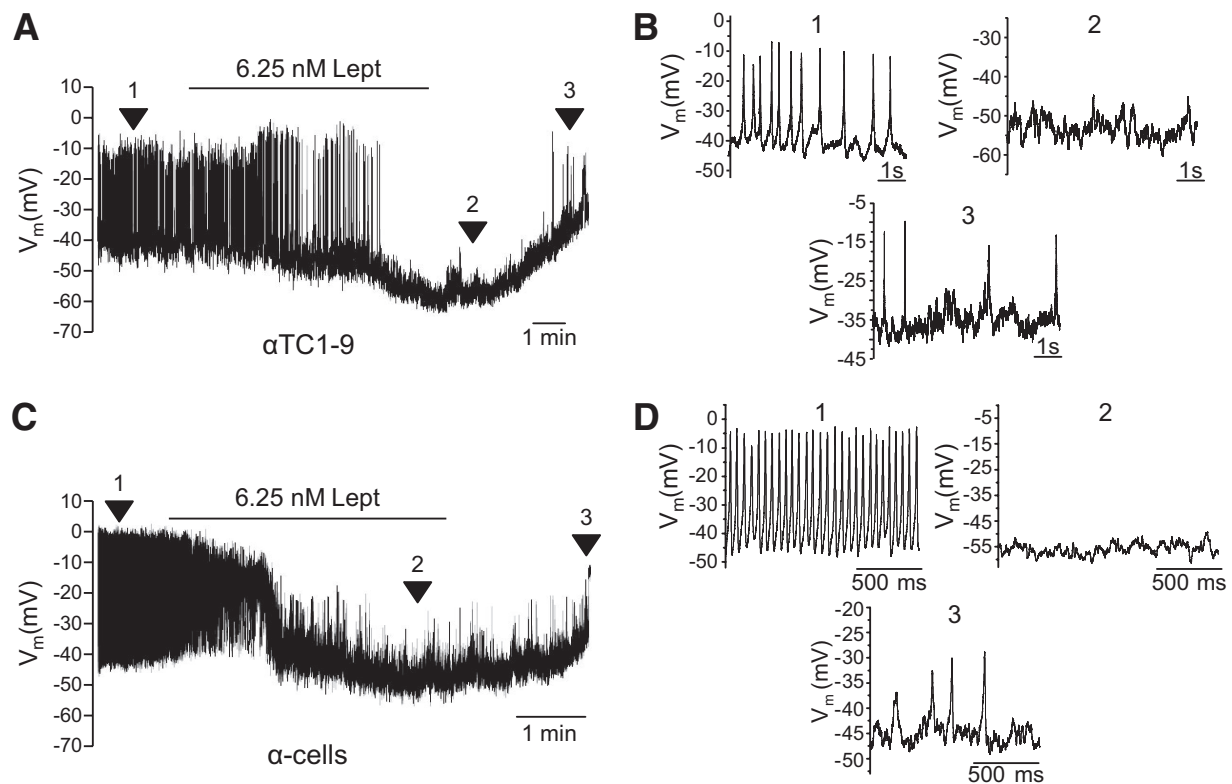 A
6.25 nM Lept
1
3
2
10
0
-10
-20
-30
-40
-50
-60
-70
Vm(mV)
1 min
αTC1-9
B
1
0
-10
-20
-30
-40
-50
Vm(mV)
1s
2
-25
-30
-40
-50
-60
Vm(mV)
1s
3
-5
-15
-25
-35
-45
Vm(mV)
1s
C
6.25 nM Lept
1
3
2
10
0
-10
-20
-30
-40
-50
-60
-70
Vm(mV)
1 min
α-cells
D
1
0
-10
-20
-30
-40
-50
Vm(mV)
500 ms
2
-5
-15
-25
-35
-45
-55
Vm(mV)
500 ms
3
-20
-25
-30
-35
-40
-45
-50
Vm(mV)
500 ms